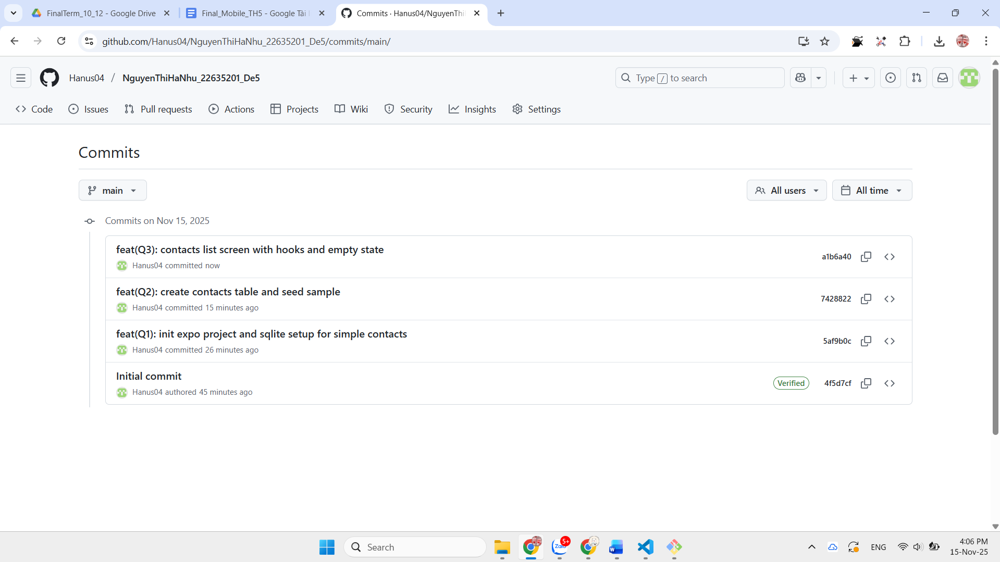 FinalTerm_10_12 - Google Drive
Final_Mobile_TH5 - Google Tài
Commits · Hanus04/NguyenThi
github.com/Hanus04/NguyenThiHaNhu_22635201_De5/commits/main/
Hanus04 / NguyenThiHaNhu_22635201_De5
Type / to search
Code
Issues
Pull requests
Actions
Projects
Wiki
Security
Insights
Settings
Commits
main
All users
All time
Commits on Nov 15, 2025
feat(Q3): contacts list screen with hooks and empty state
Hanus04 committed now
a1b6a40
feat(Q2): create contacts table and seed sample
Hanus04 committed 15 minutes ago
7428822
feat(Q1): init expo project and sqlite setup for simple contacts
Hanus04 committed 26 minutes ago
5af9b0c
Initial commit
Hanus04 authored 45 minutes ago
Verified
4f5d7cf
Search
Zalo
5+
W
ENG
4:06 PM
15-Nov-25